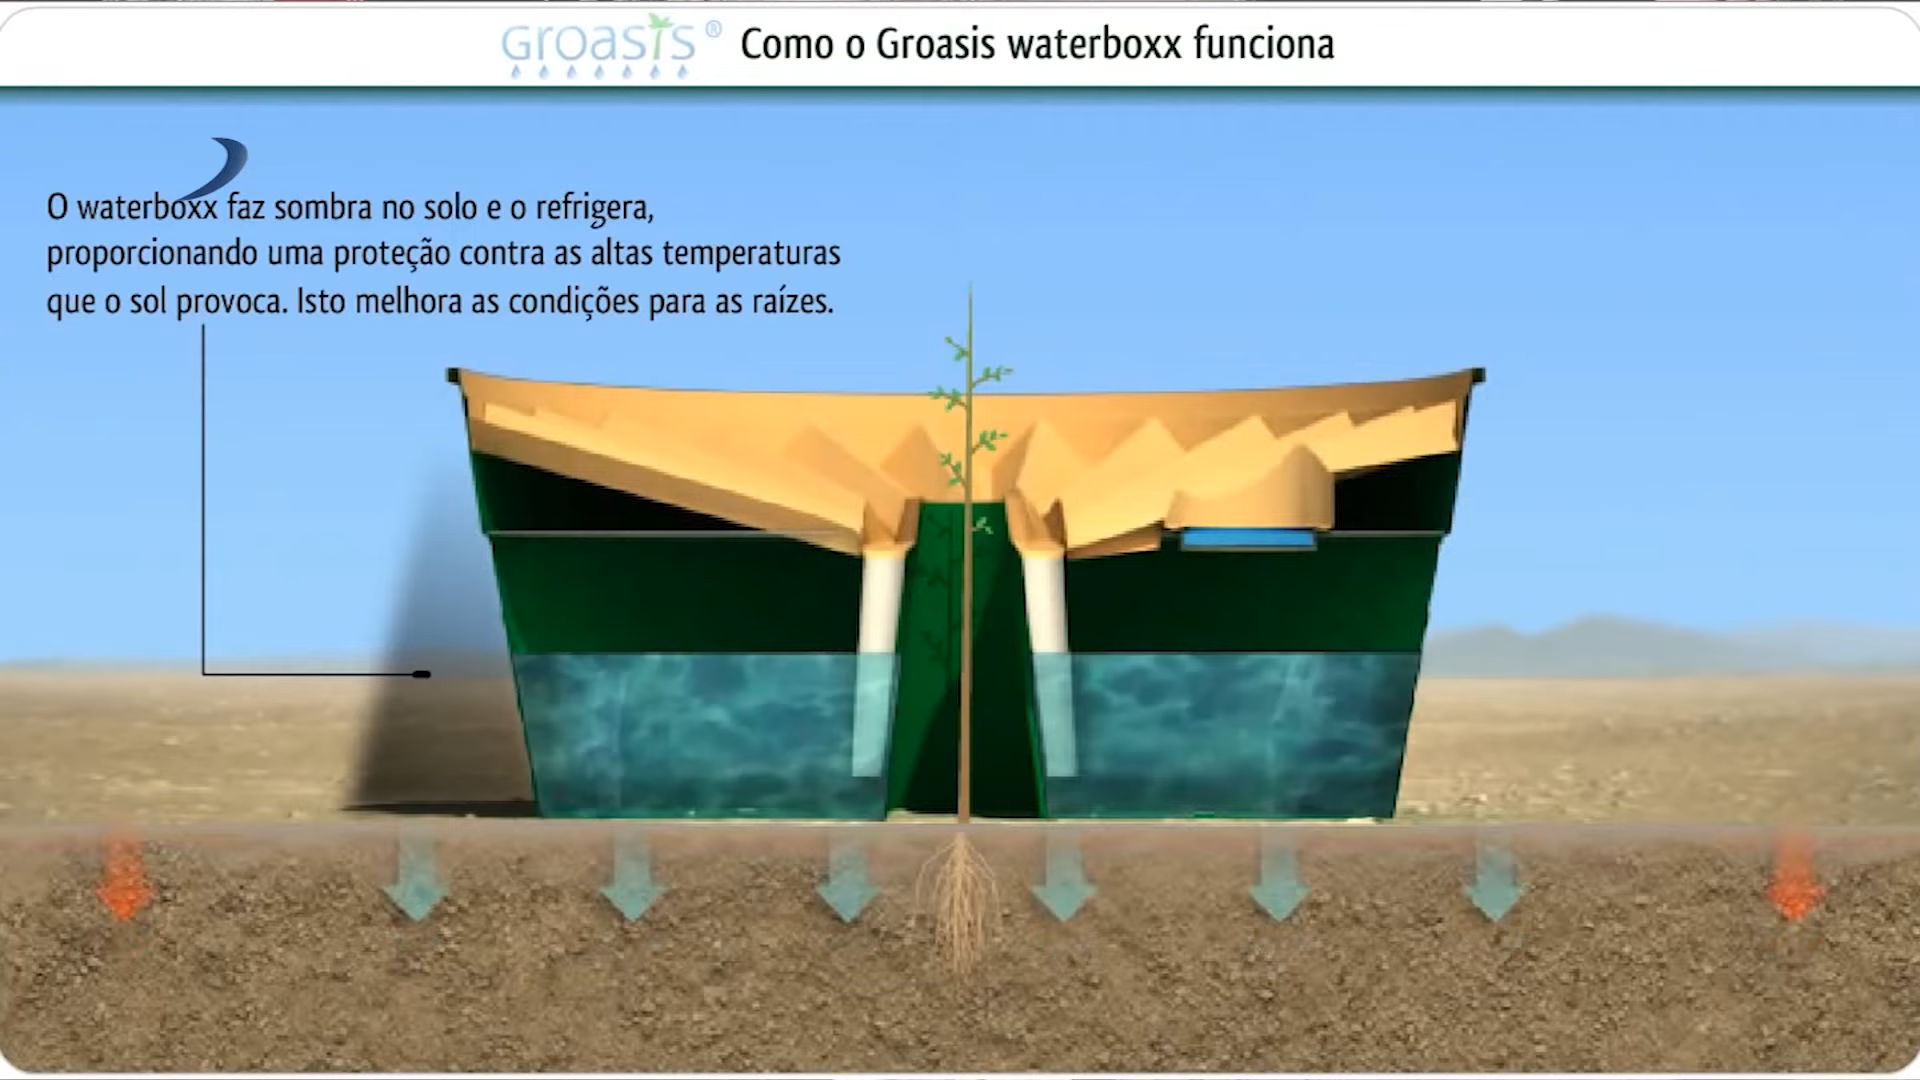 GROASIS® Como o Groasis waterboxx funciona
O waterboxx faz sombra no solo e o refrigera,
proporcionando uma proteção contra as altas temperaturas
que o sol provoca. Isto melhora as condições para as raízes.